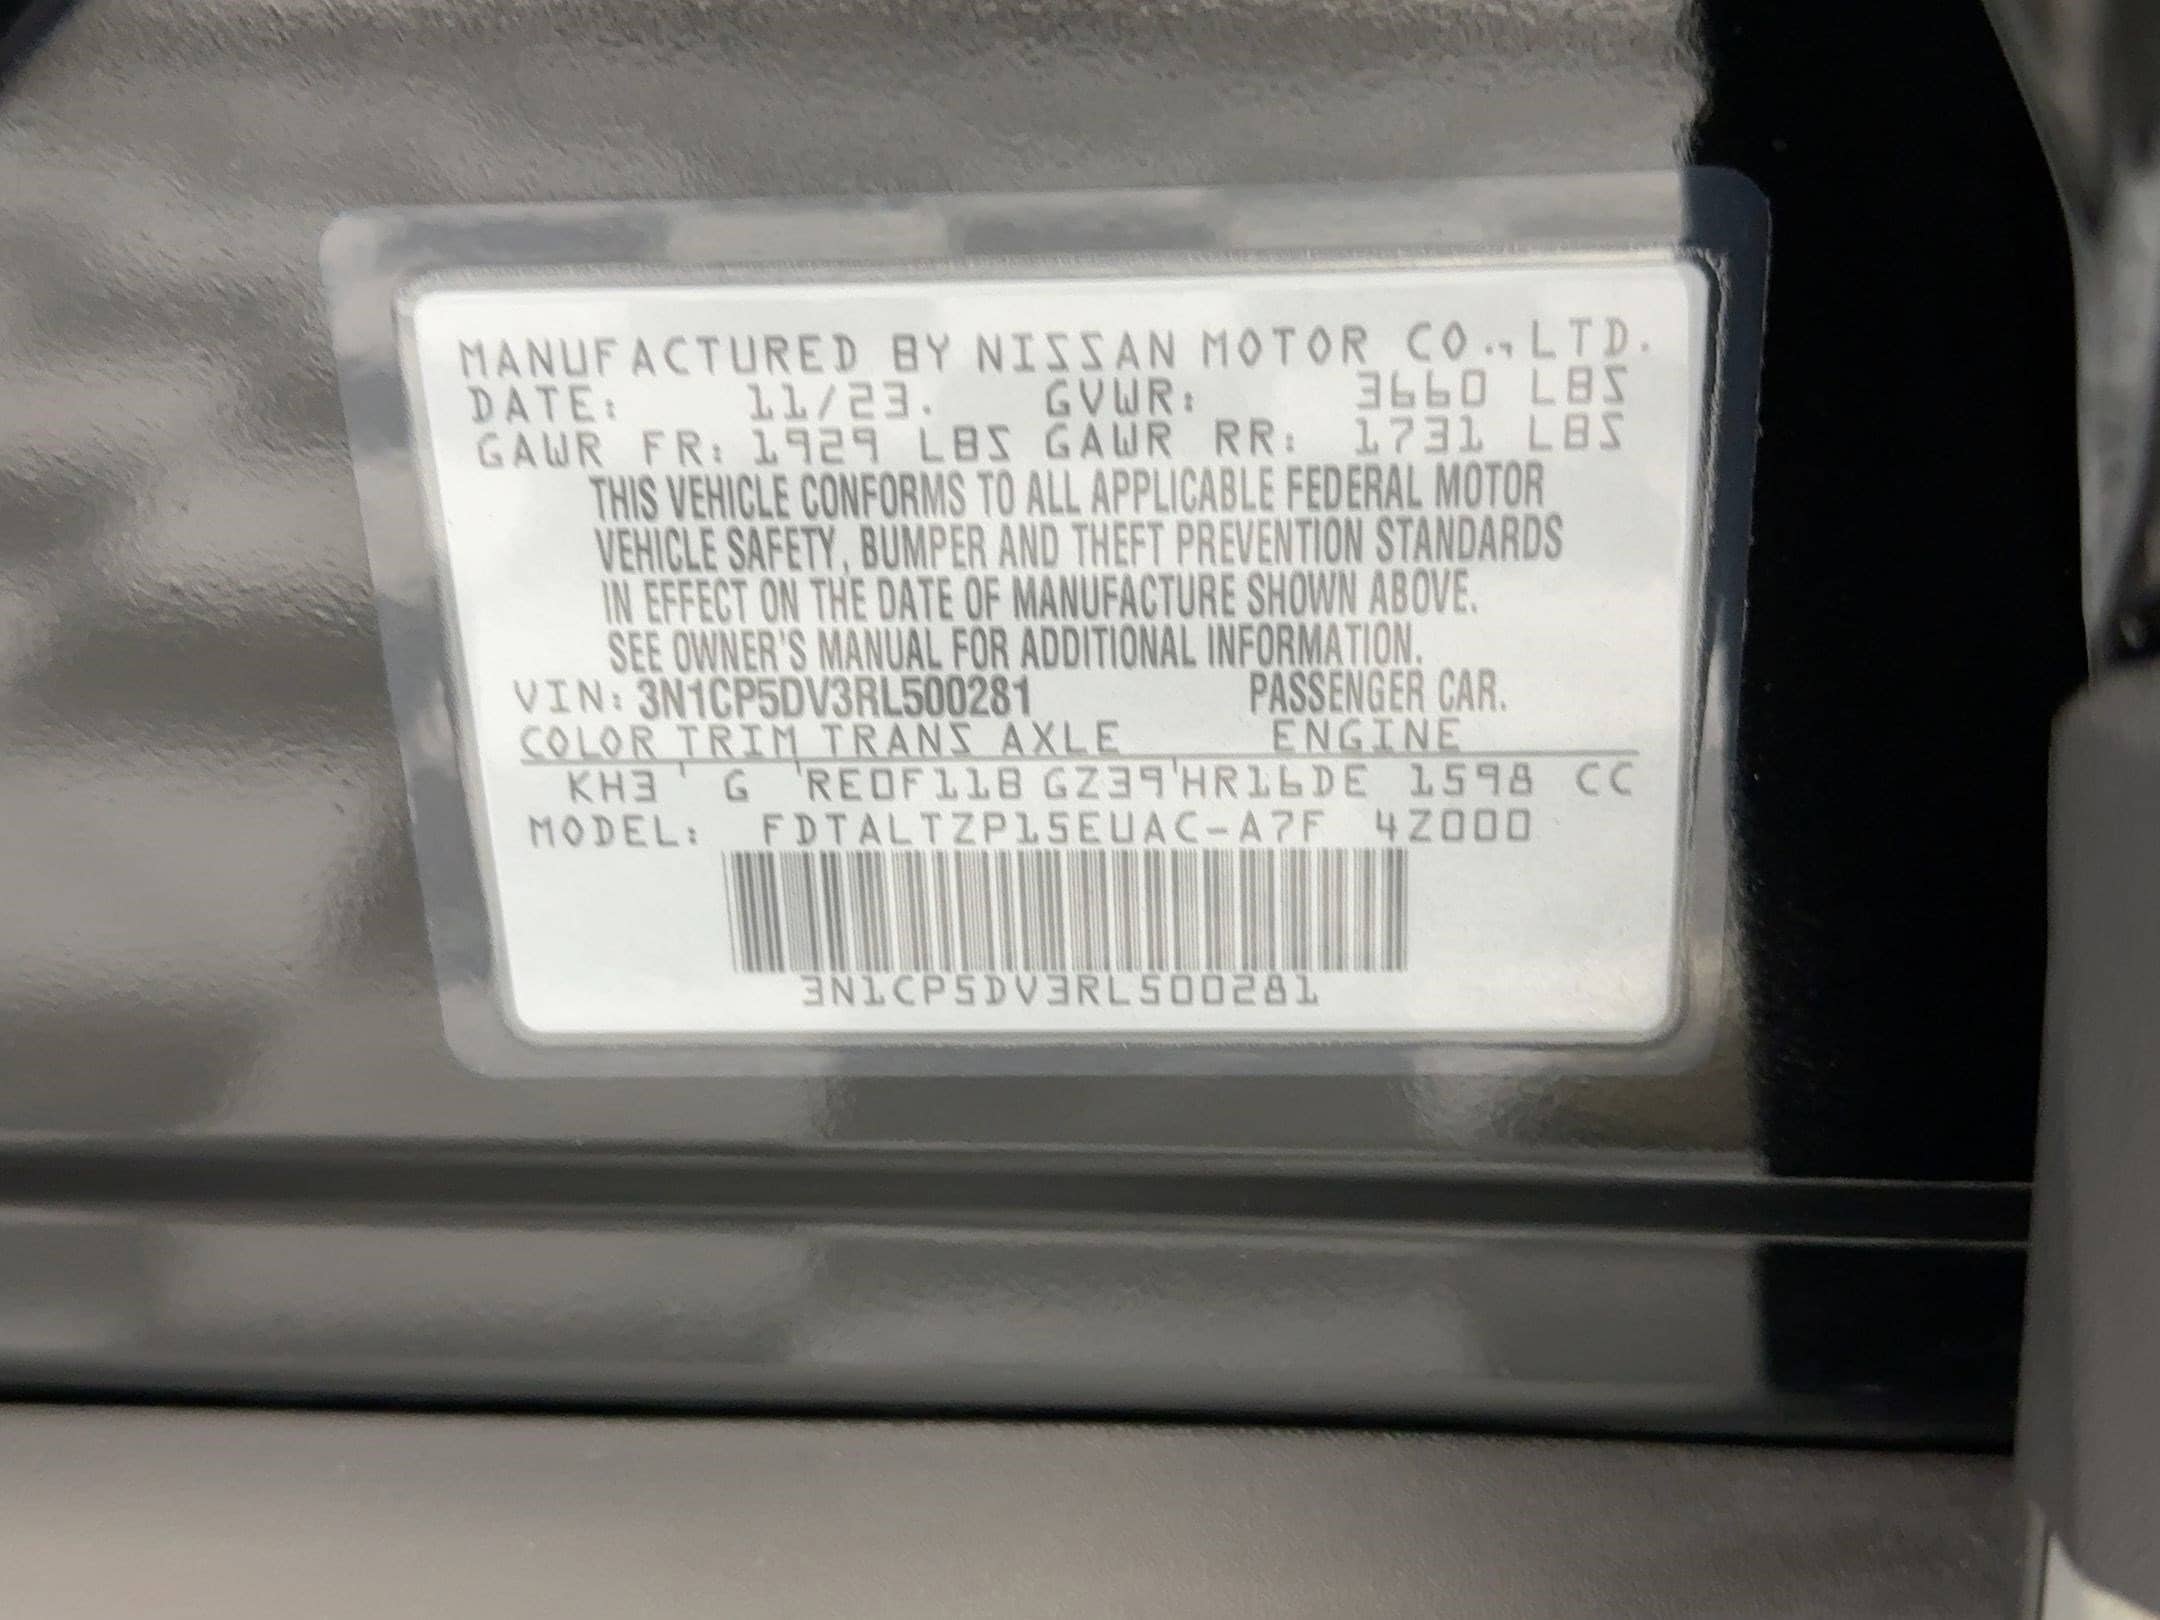 MANUFACTURED BY NISSAN MOTOR CO., LTD.
DATE: 11/23. GVWR: 3660 LBS
GAWR FR: 1929 LBS GAWR RR: 1731 LBS
THIS VEHICLE CONFORMS TO ALL APPLICABLE FEDERAL MOTOR
VEHICLE SAFETY, BUMPER AND THEFT PREVENTION STANDARDS
IN EFFECT ON THE DATE OF MANUFACTURE SHOWN ABOVE.
SEE OWNER'S MANUAL FOR ADDITIONAL INFORMATION.
VIN: 3N1CP5DV3RL500281 PASSENGER CAR.
COLOR TRIM TRANS AXLE ENGINE
KH3 ' G 'RE0F11B GZ39'HR16DE 1598 CC
MODEL: FDTALTZP15EUAC-A7F 4Z000
3N1CP5DV3RL500281